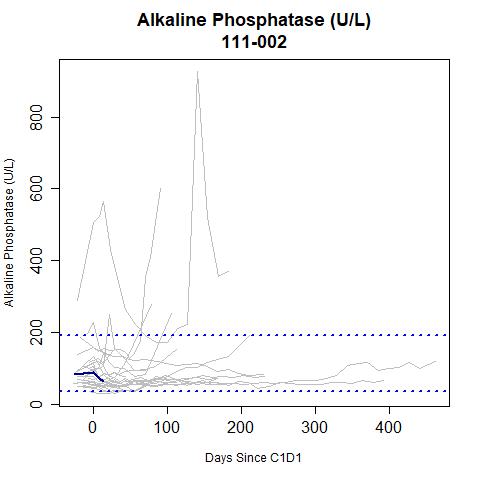 Alkaline Phosphatase (U/L)
111-002
Alkaline Phosphatase (U/L)
800
600
400
200
0
0 100 200 300 400
Days Since C1D1